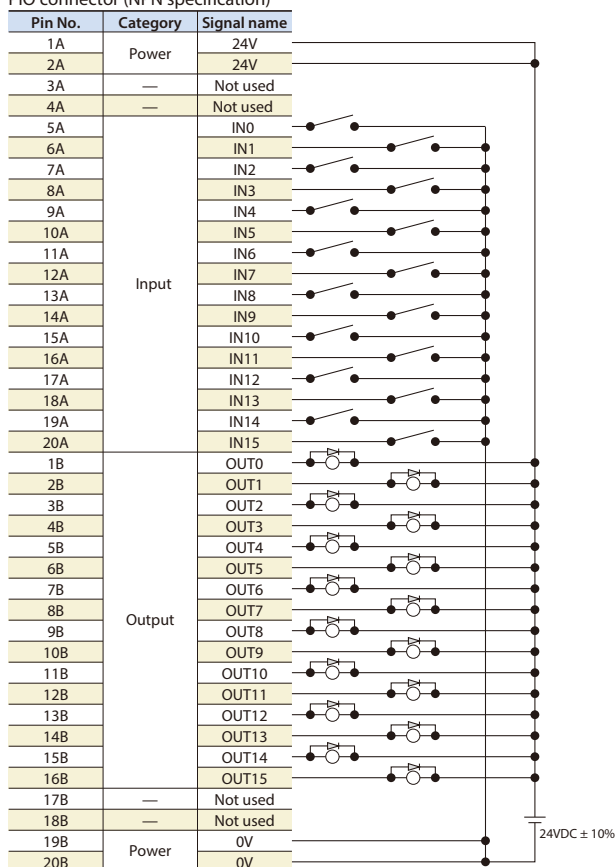 PIO connector (NPN specification)
Pin No. Category Signal name
1A Power 24V
2A 24V
3A — Not used
4A — Not used
5A Input IN0
6A IN1
7A IN2
8A IN3
9A IN4
10A IN5
11A IN6
12A IN7
13A IN8
14A IN9
15A IN10
16A IN11
17A IN12
18A IN13
19A IN14
20A IN15
1B Output OUT0
2B OUT1
3B OUT2
4B OUT3
5B OUT4
6B OUT5
7B OUT6
8B OUT7
9B OUT8
10B OUT9
11B OUT10
12B OUT11
13B OUT12
14B OUT13
15B OUT14
16B OUT15
17B — Not used
18B — Not used
24VDC ± 10%
19B Power 0V
20B 0V